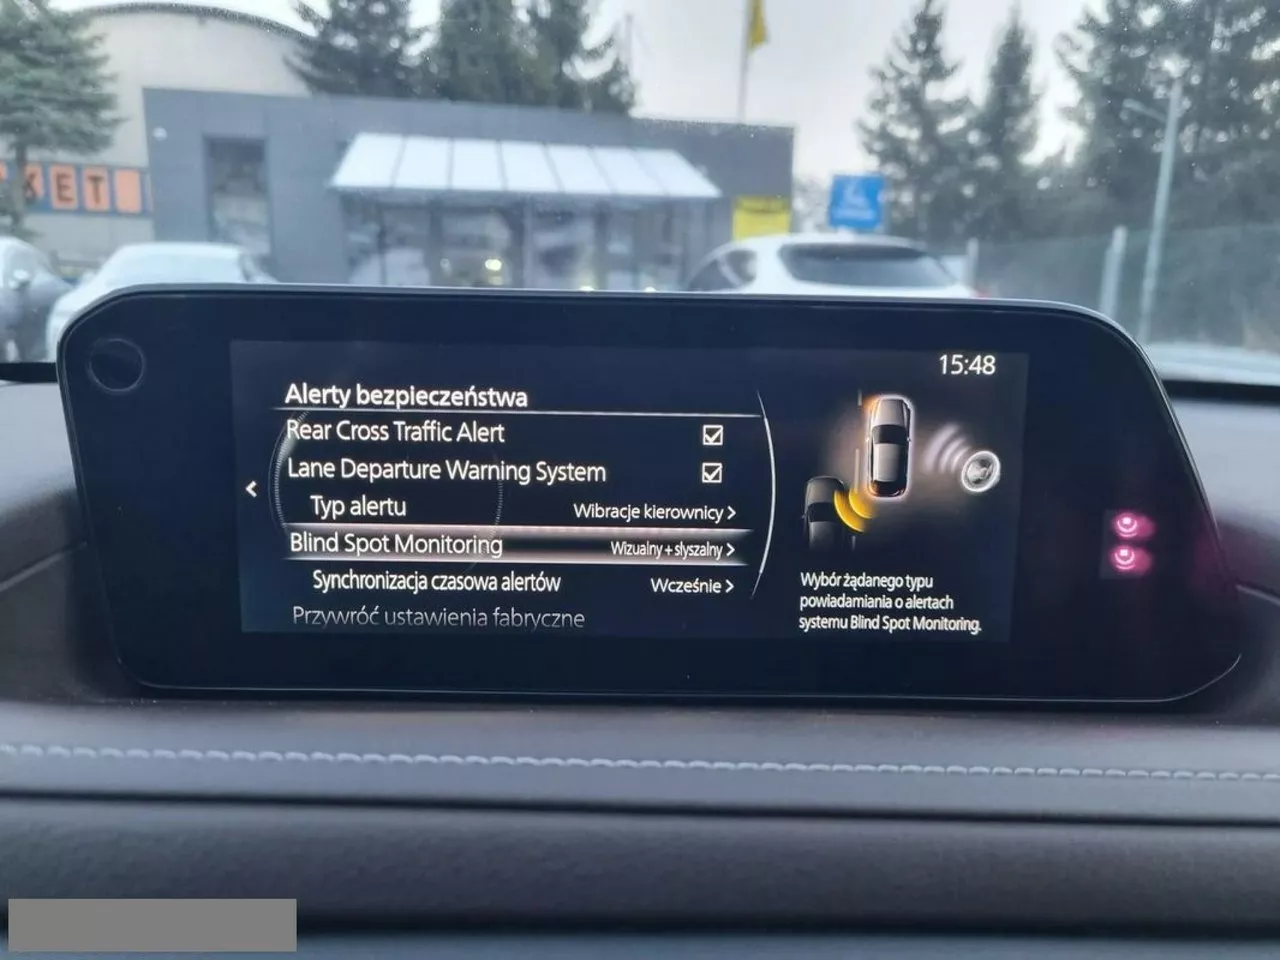 KET
15:48
Alerty bezpieczeństwa
Rear Cross Traffic Alert
Lane Departure Warning System
Typ alertu Wibracje kierownicy >
Blind Spot Monitoring Wizualny + słyszalny >
Synchronizacja czasowa alertów Wcześnie >
Przywróć ustawienia fabryczne
Wybór żądanego typu
powiadamiania o alertach
systemu Blind Spot Monitoring.